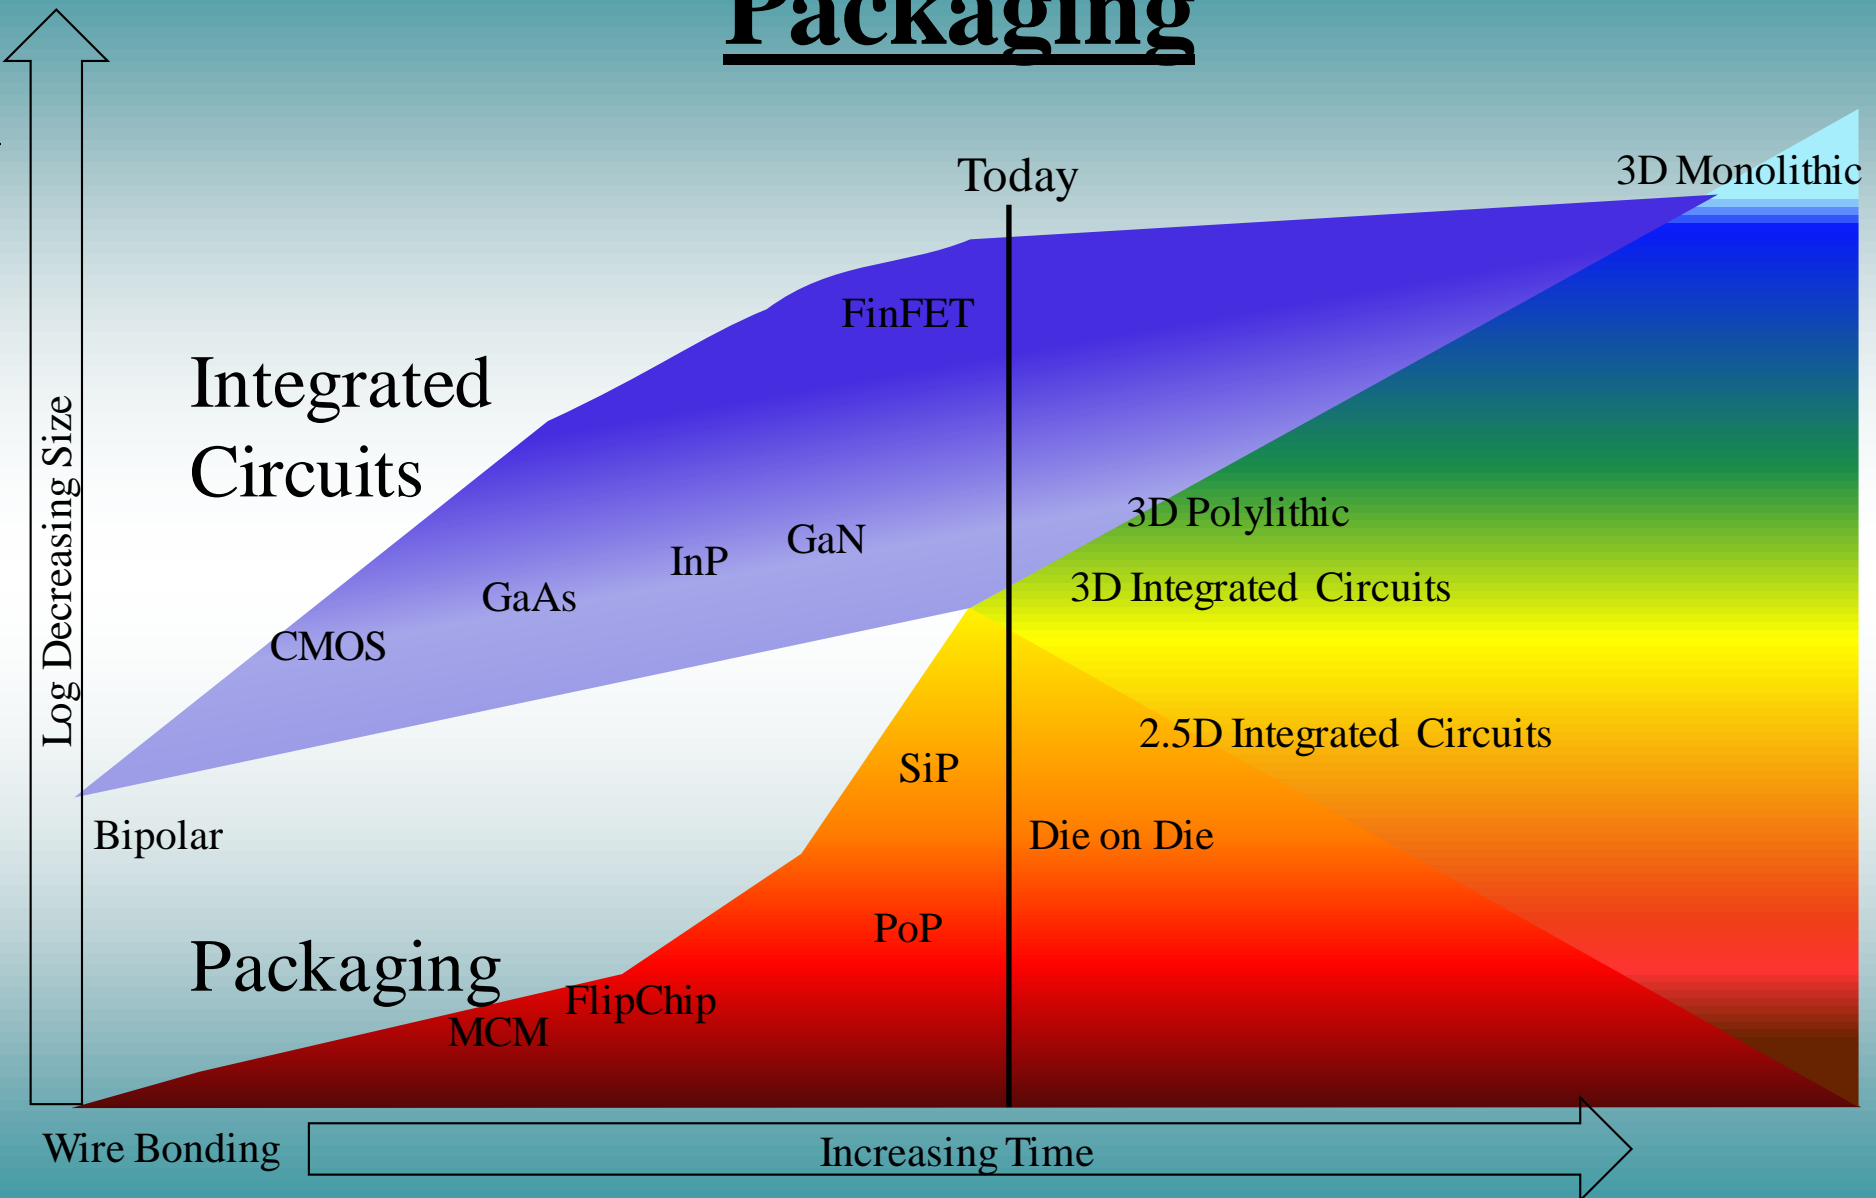 Packaging
Today
3D Monolithic
FinFET
Integrated
Circuits
Log Decreasing Size
3D Polylithic
GaN
InP
3D Integrated Circuits
GaAs
CMOS
2.5D Integrated Circuits
SiP
Bipolar
Die on Die
PoP
Packaging
FlipChip
MCM
Wire Bonding
Increasing Time